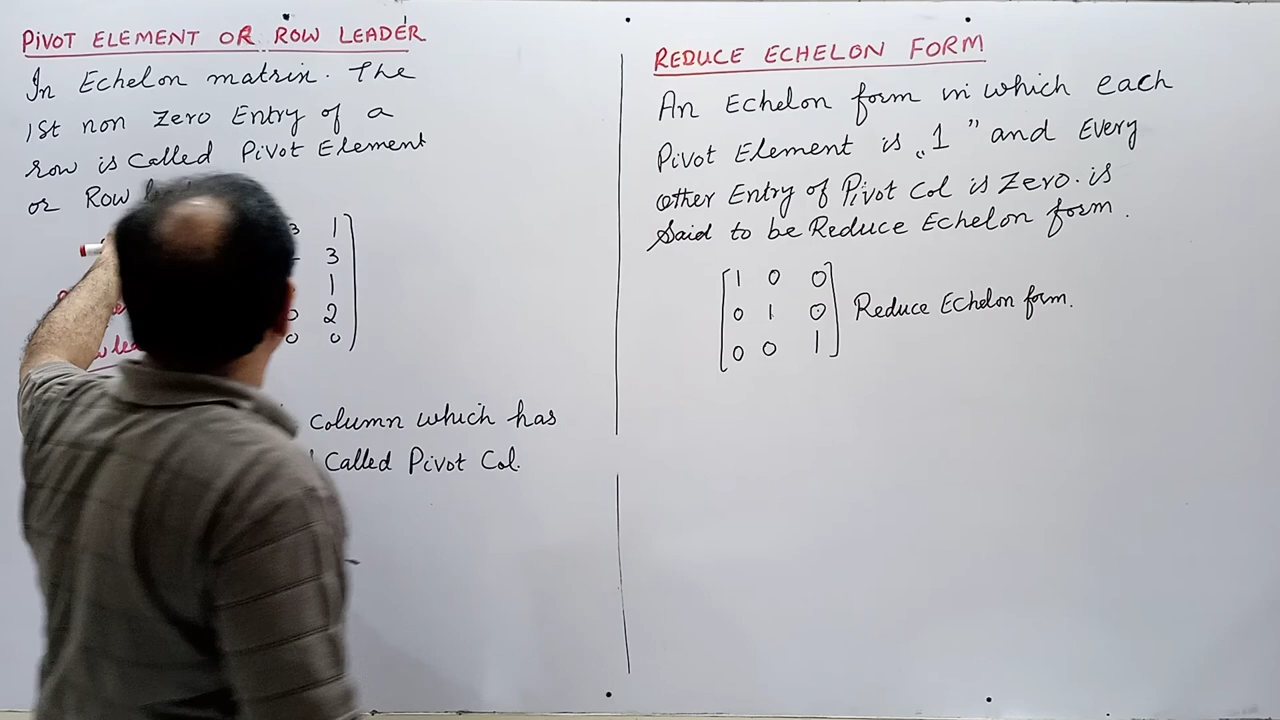 PIVOT ELEMENT OR ROW LEADER
In Echelon matrix. The
1st non zero Entry of a
row is Called Pivot Element
or Row
3 1
3
1
0 2
0 0
column which has
Called Pivot Col.
REDUCE ECHELON FORM
An Echelon form in which each
Pivot Element is „1” and Every
other Entry of Pivot Col is Zero. is
Said to be Reduce Echelon form.
1 0 0
0 1 0 Reduce Echelon form.
0 0 1